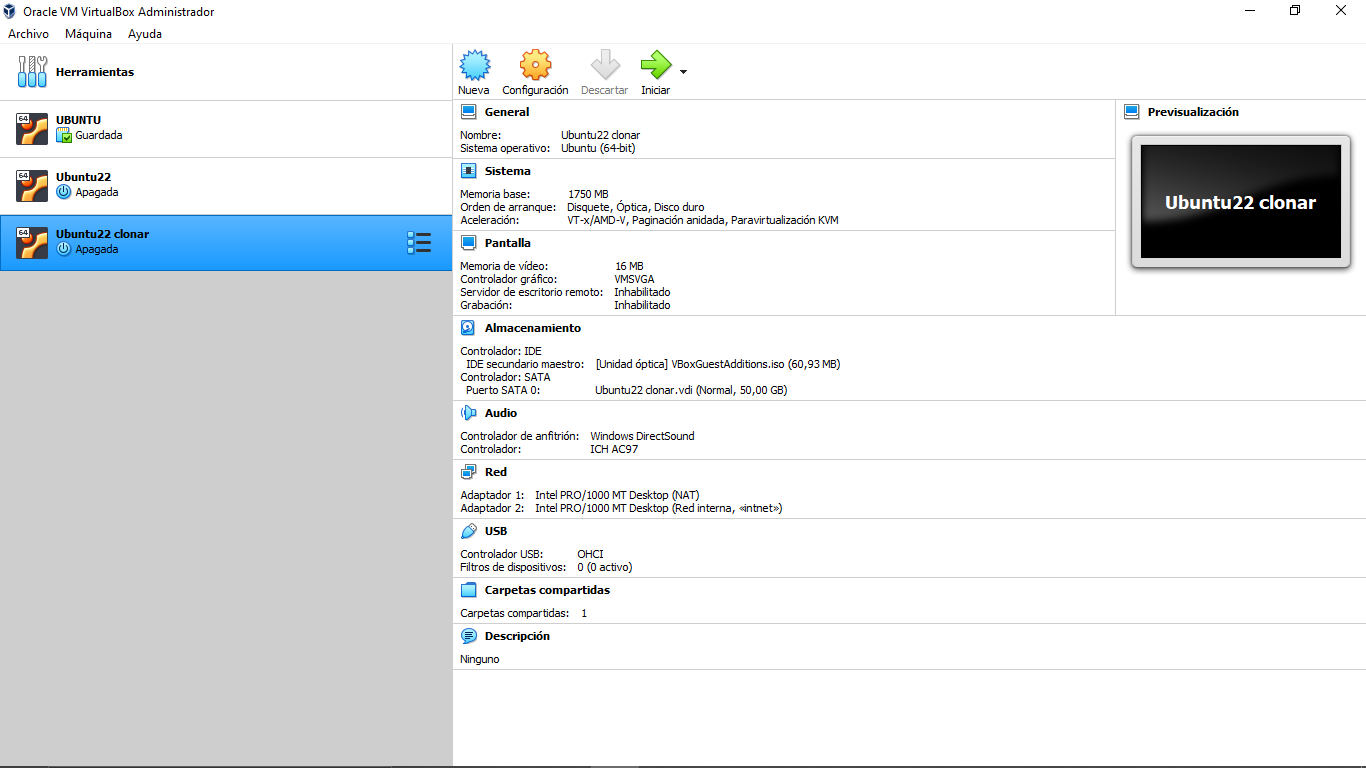 Oracle VM VirtualBox Administrador
Archivo Máquina Ayuda
Herramientas
64
UBUNTU
Guardada
64
Ubuntu22
Apagada
64
Ubuntu22 clonar
Apagada
Nueva Configuración Descartar Iniciar
General
Nombre: Ubuntu22 clonar
Sistema operativo: Ubuntu (64-bit)
Sistema
Memoria base: 1750 MB
Orden de arranque: Disquete, Óptica, Disco duro
Aceleración: VT-x/AMD-V, Paginación anidada, Paravirtualización KVM
Pantalla
Memoria de vídeo: 16 MB
Controlador gráfico: VMSVGA
Servidor de escritorio remoto: Inhabilitado
Grabación: Inhabilitado
Previsualización
Ubuntu22 clonar
Almacenamiento
Controlador: IDE
IDE secundario maestro: [Unidad óptica] VBoxGuestAdditions.iso (60,93 MB)
Controlador: SATA
Puerto SATA 0: Ubuntu22 clonar.vdi (Normal, 50,00 GB)
Audio
Controlador de anfitrión: Windows DirectSound
Controlador: ICH AC97
Red
Adaptador 1: Intel PRO/1000 MT Desktop (NAT)
Adaptador 2: Intel PRO/1000 MT Desktop (Red interna, «intnet»)
USB
Controlador USB: OHCI
Filtros de dispositivos: 0 (0 activo)
Carpetas compartidas
Carpetas compartidas: 1
Descripción
Ninguno